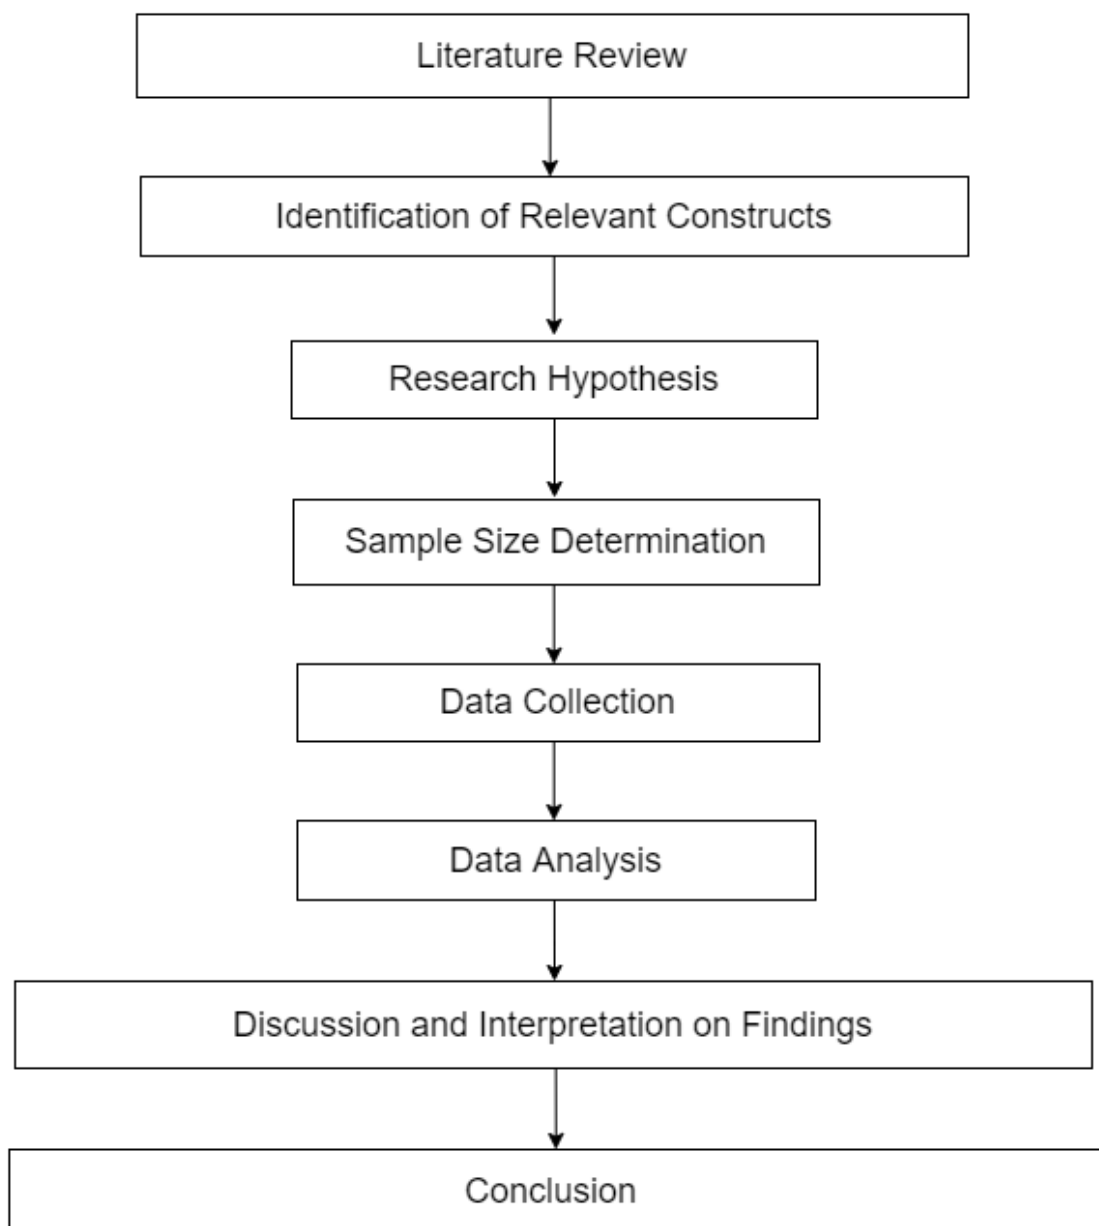 Literature Review
Identification of Relevant Constructs
Research Hypothesis
Sample Size Determination
Data Collection
Data Analysis
Discussion and Interpretation on Findings
Conclusion